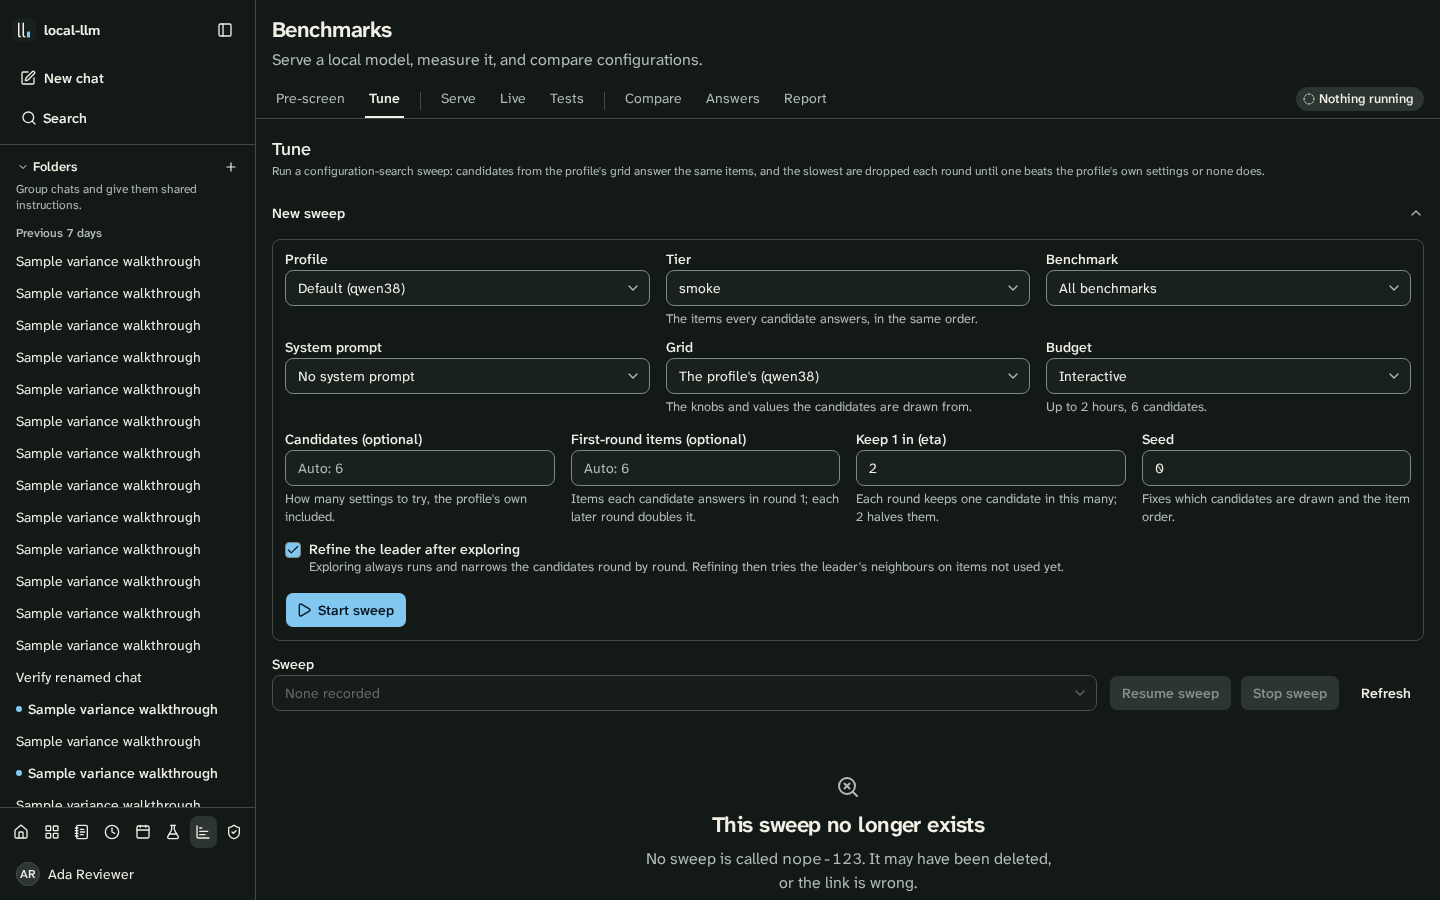 local-llm
New chat
Search
Folders
Group chats and give them shared
instructions.
Previous 7 days
Sample variance walkthrough
Sample variance walkthrough
Sample variance walkthrough
Sample variance walkthrough
Sample variance walkthrough
Sample variance walkthrough
Sample variance walkthrough
Sample variance walkthrough
Sample variance walkthrough
Sample variance walkthrough
Sample variance walkthrough
Sample variance walkthrough
Sample variance walkthrough
Verify renamed chat
Sample variance walkthrough
Sample variance walkthrough
Sample variance walkthrough
Sample variance walkthrough
AR Ada Reviewer
Benchmarks
Serve a local model, measure it, and compare configurations.
Pre-screen Tune Serve Live Tests Compare Answers Report Nothing running
Tune
Run a configuration-search sweep: candidates from the profile's grid answer the same items, and the slowest are dropped each round until one beats the profile's own settings or none does.
New sweep
Profile Tier Benchmark
Default (qwen38) smoke All benchmarks
The items every candidate answers, in the same order.
System prompt Grid Budget
No system prompt The profile's (qwen38) Interactive
The knobs and values the candidates are drawn from. Up to 2 hours, 6 candidates.
Candidates (optional) First-round items (optional) Keep 1 in (eta) Seed
Auto: 6 Auto: 6 2 0
How many settings to try, the profile's own Items each candidate answers in round 1; each Each round keeps one candidate in this many; Fixes which candidates are drawn and the item
included. later round doubles it. 2 halves them. order.
Refine the leader after exploring
Exploring always runs and narrows the candidates round by round. Refining then tries the leader's neighbours on items not used yet.
Start sweep
Sweep
None recorded Resume sweep Stop sweep Refresh
This sweep no longer exists
No sweep is called nope-123. It may have been deleted,
or the link is wrong.